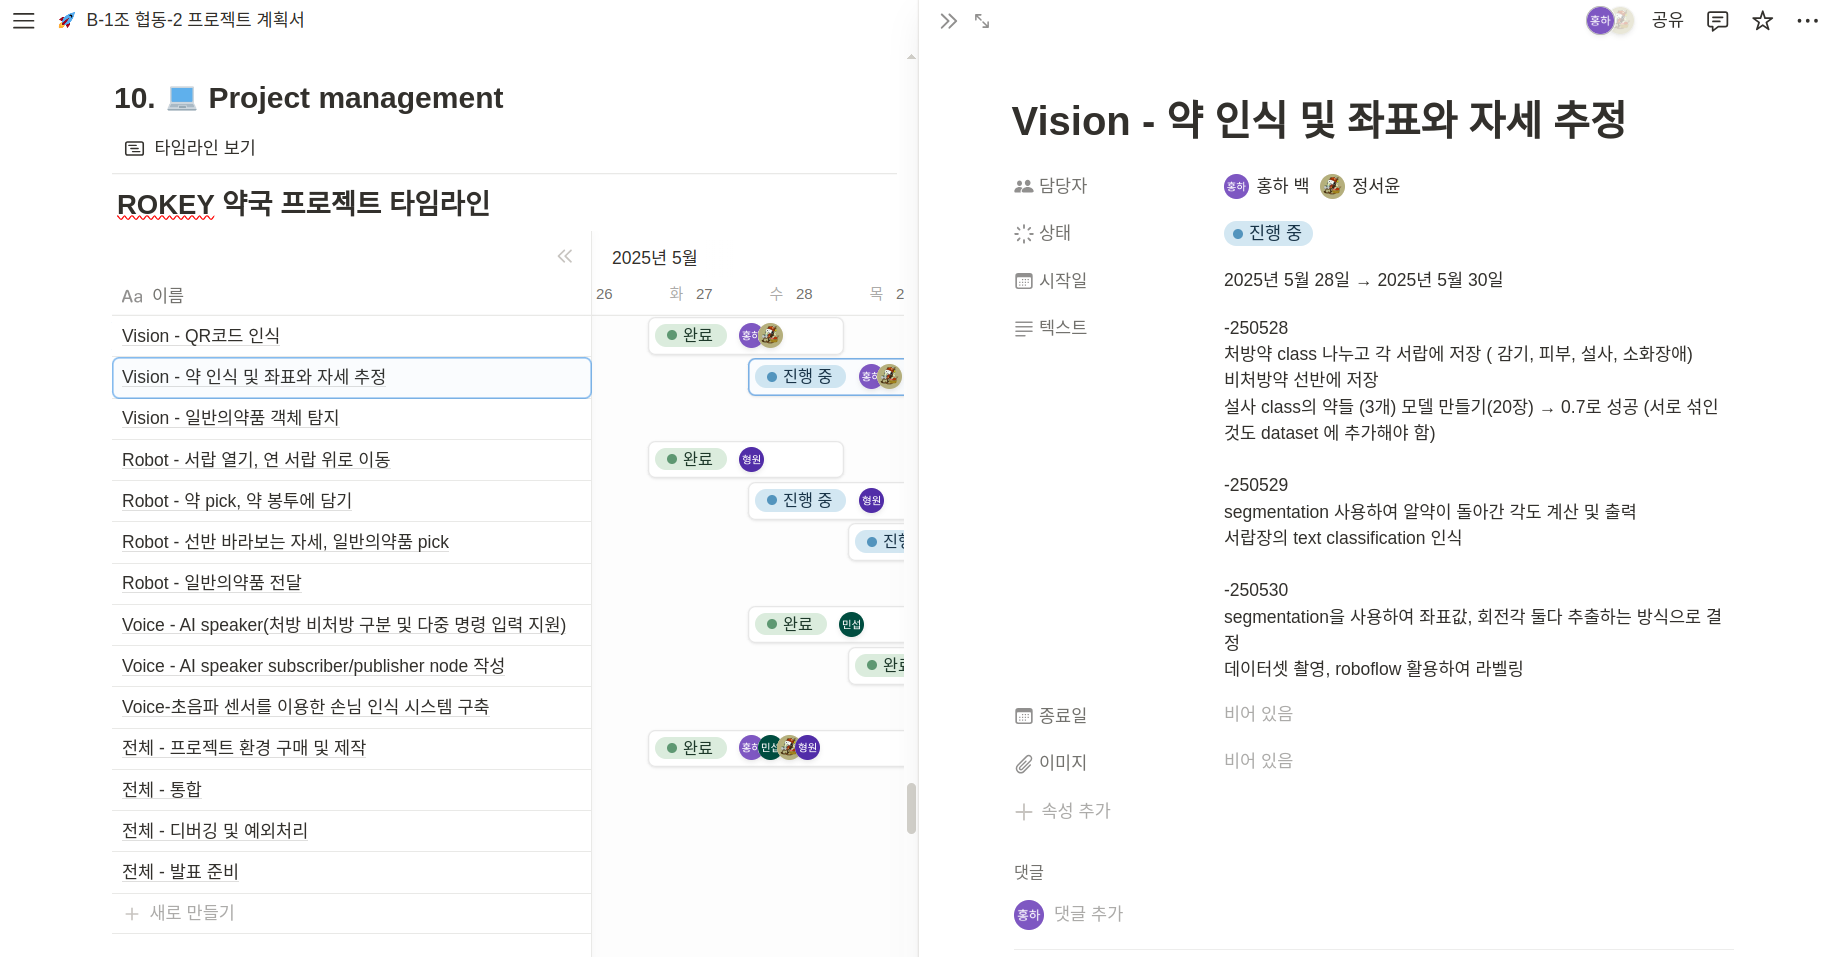 B-1조 협동-2 프로젝트 계획서
10. 💻 Project management
타임라인 보기
ROKEY 약국 프로젝트 타임라인
2025년 5월
Aa 이름
26 화 27 수 28 목 2
Vision - QR코드 인식
완료 홍하
Vision - 약 인식 및 좌표와 자세 추정
진행 중 홍하
Vision - 일반의약품 객체 탐지
Robot - 서랍 열기, 연 서랍 위로 이동
완료 형원
Robot - 약 pick, 약 봉투에 담기
진행 중 형원
Robot - 선반 바라보는 자세, 일반의약품 pick
진행
Robot - 일반의약품 전달
Voice - AI speaker(처방 비처방 구분 및 다중 명령 입력 지원)
완료 민섭
Voice - AI speaker subscriber/publisher node 작성
완료
Voice-초음파 센서를 이용한 손님 인식 시스템 구축
전체 - 프로젝트 환경 구매 및 제작
완료 홍하 민섭 형원
전체 - 통합
전체 - 디버깅 및 예외처리
전체 - 발표 준비
새로 만들기
홍하 공유
Vision - 약 인식 및 좌표와 자세 추정
담당자 홍하 홍하 백 정서윤
상태 진행 중
시작일 2025년 5월 28일 → 2025년 5월 30일
텍스트 -250528
처방약 class 나누고 각 서랍에 저장 ( 감기, 피부, 설사, 소화장애)
비처방약 선반에 저장
설사 class의 약들 (3개) 모델 만들기(20장) → 0.7로 성공 (서로 섞인
것도 dataset 에 추가해야 함)
-250529
segmentation 사용하여 알약이 돌아간 각도 계산 및 출력
서랍장의 text classification 인식
-250530
segmentation을 사용하여 좌표값, 회전각 둘다 추출하는 방식으로 결
정
데이터셋 촬영, roboflow 활용하여 라벨링
종료일 비어 있음
이미지 비어 있음
속성 추가
댓글
홍하 댓글 추가